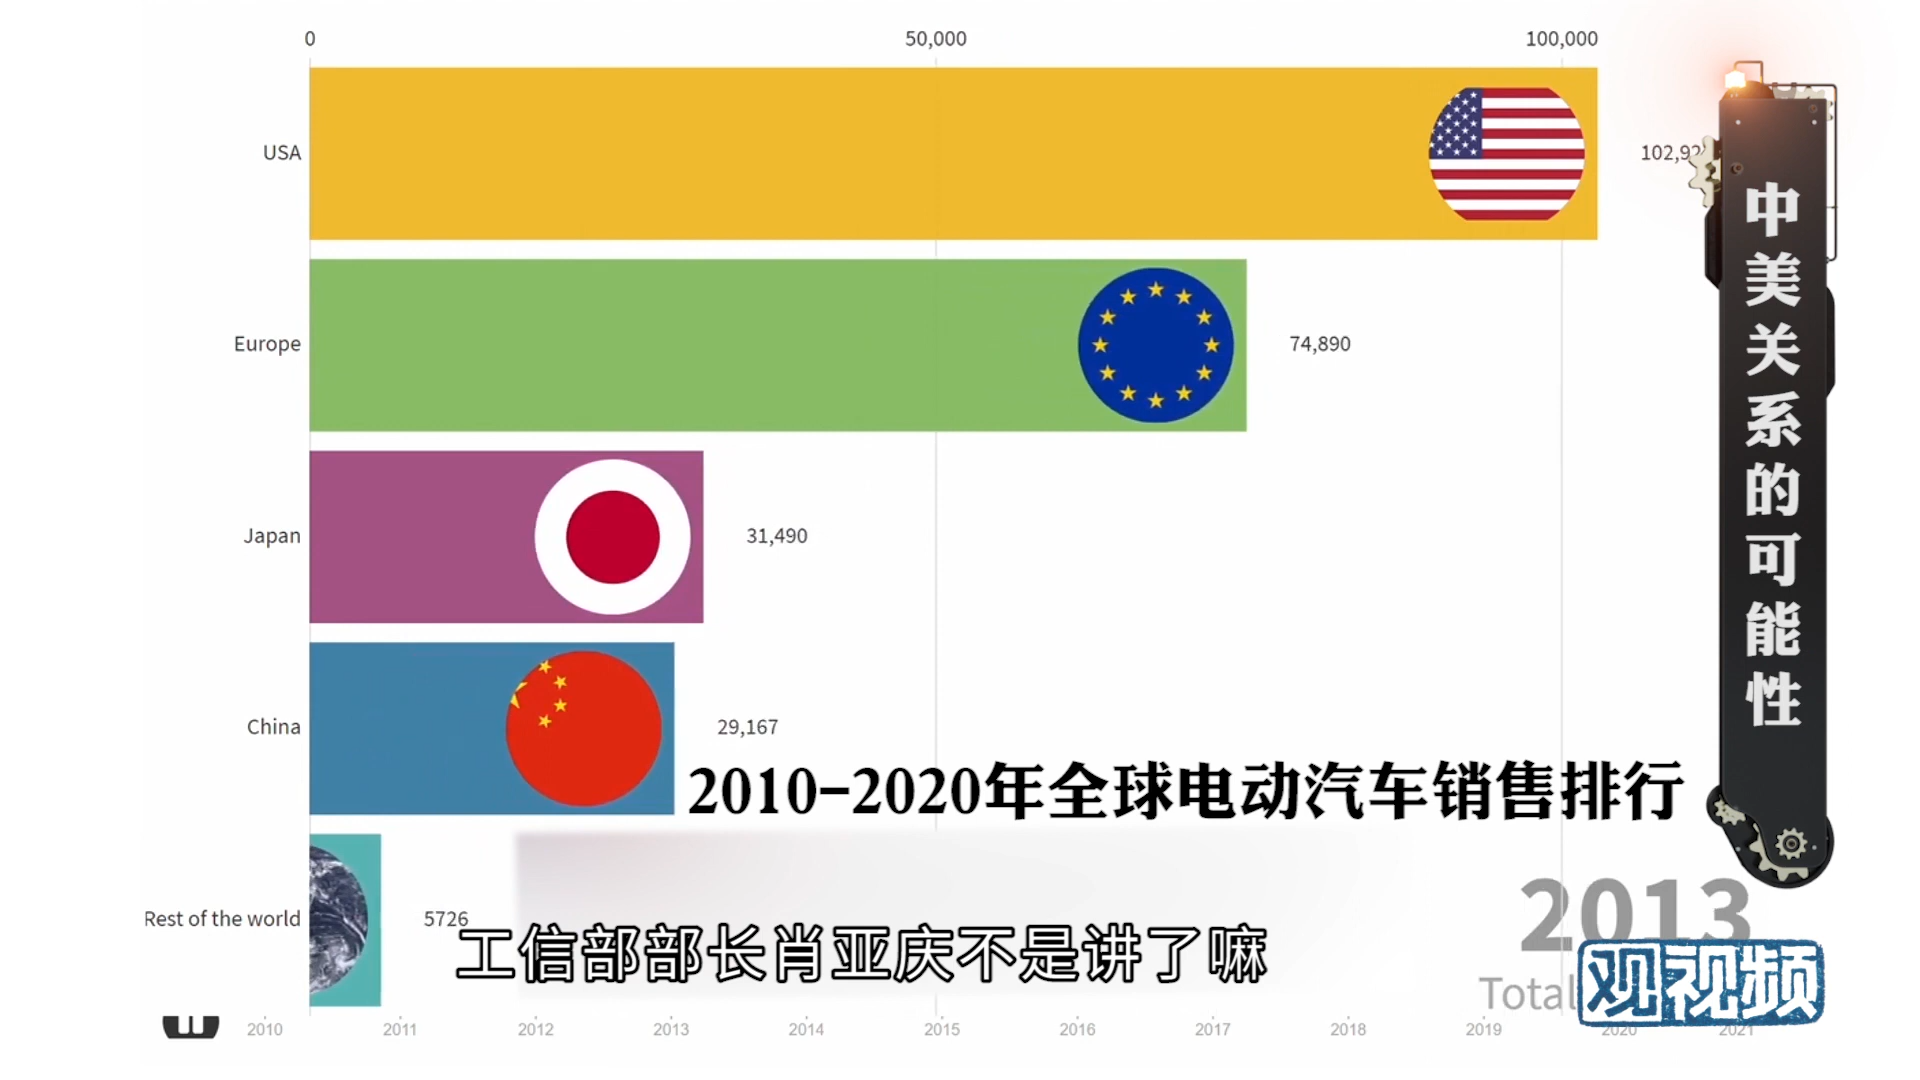 0 50,000 100,000
USA
Europe 74,890
Japan 31,490
China 29,167
Rest of the world 5726
2010-2020年全球电动汽车销售排行
工信部部长肖亚庆不是讲了嘛
2013
Total
2010 2011 2012 2013 2014 2015 2016 2017 2018 2019 2020 2021
中美关系的可能性
观视频